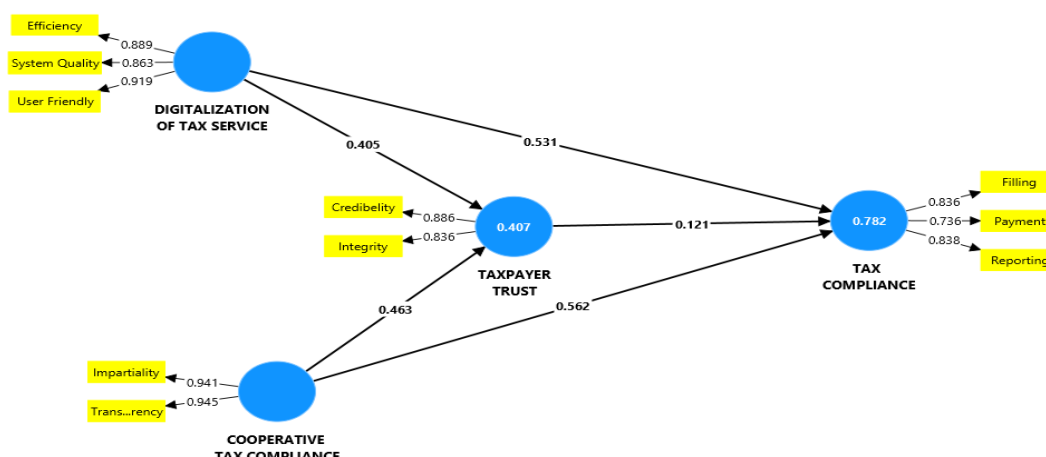 Efficiency
0.889
System Quality
0.863
User Friendly
0.919
DIGITALIZATION
OF TAX SERVICE
0.405
0.531
Credibelity
0.886
Integrity
0.836
0.407
TAXPAYER
TRUST
0.121
0.782
TAX
COMPLIANCE
Filling
0.836
Payment
0.736
Reporting
0.838
0.463
0.562
Impartiality
0.941
Trans...rency
0.945
COOPERATIVE
TAX COMPLIANCE